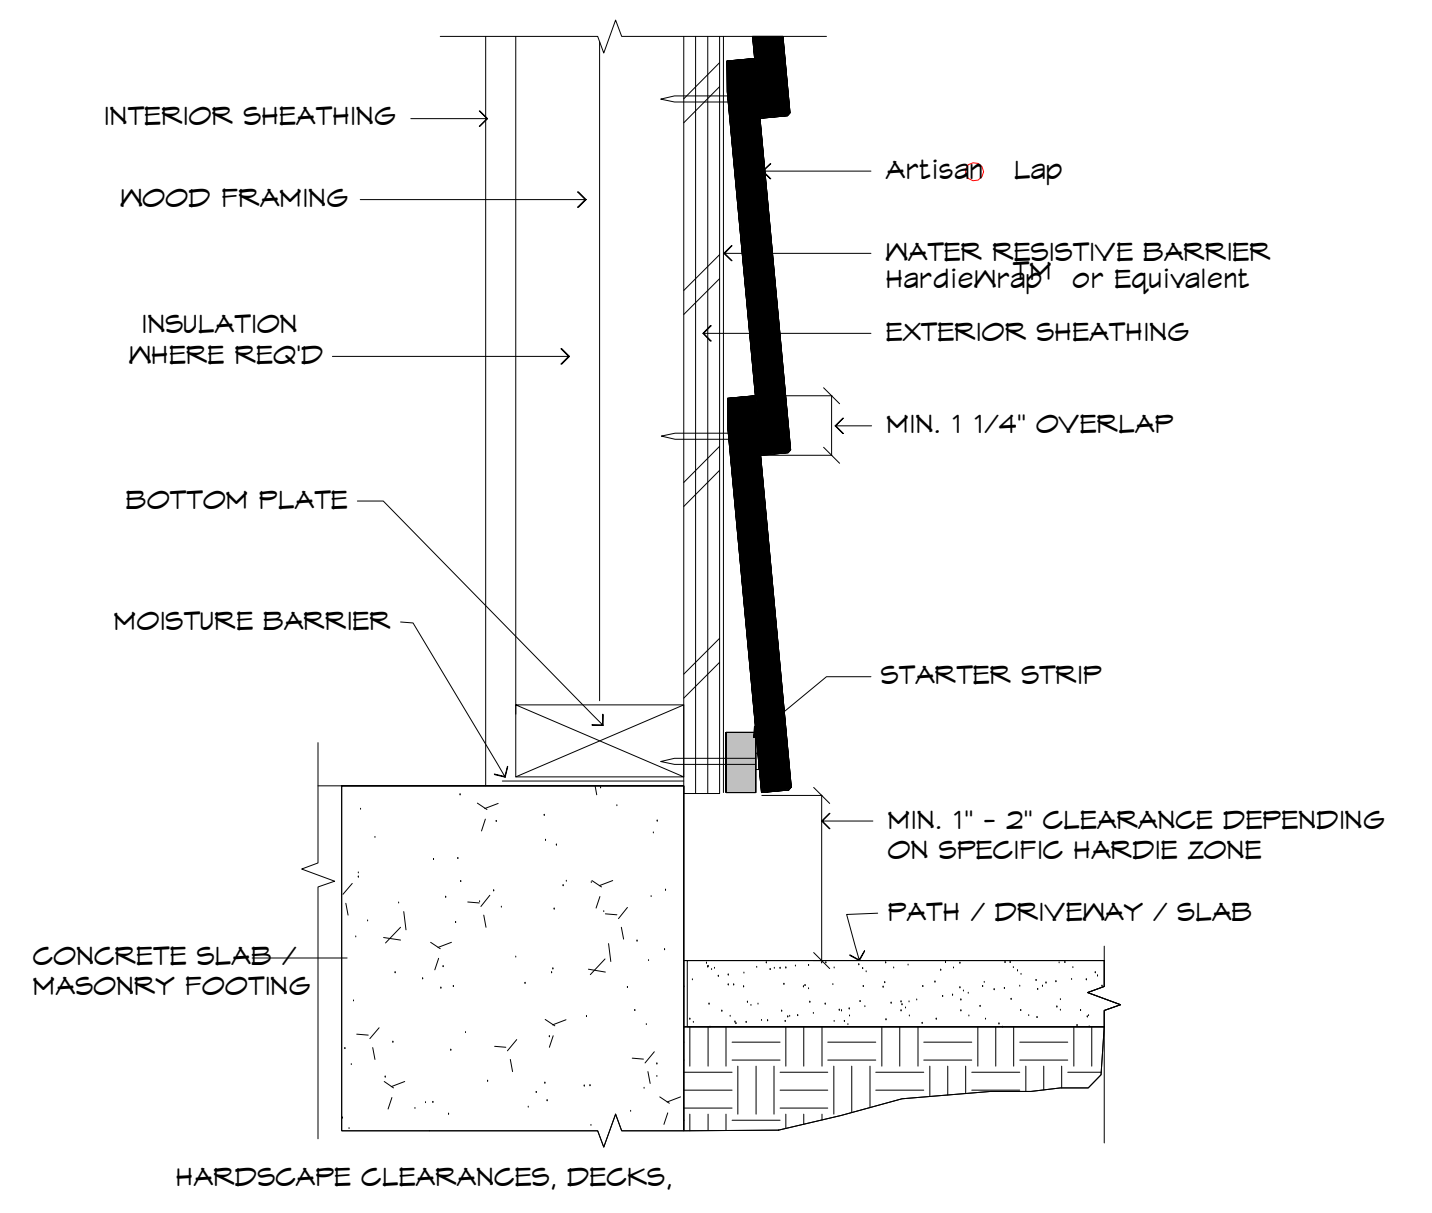 INTERIOR SHEATHING
WOOD FRAMING
INSULATION
WHERE REQ'D
BOTTOM PLATE
MOISTURE BARRIER
CONCRETE SLAB /
MASONRY FOOTING
Artisan Lap
WATER RESISTIVE BARRIER
HardieWrap™ or Equivalent
EXTERIOR SHEATHING
MIN. 1 1/4" OVERLAP
STARTER STRIP
MIN. 1" - 2" CLEARANCE DEPENDING
ON SPECIFIC HARDIE ZONE
PATH / DRIVEWAY / SLAB
HARDSCAPE CLEARANCES, DECKS,